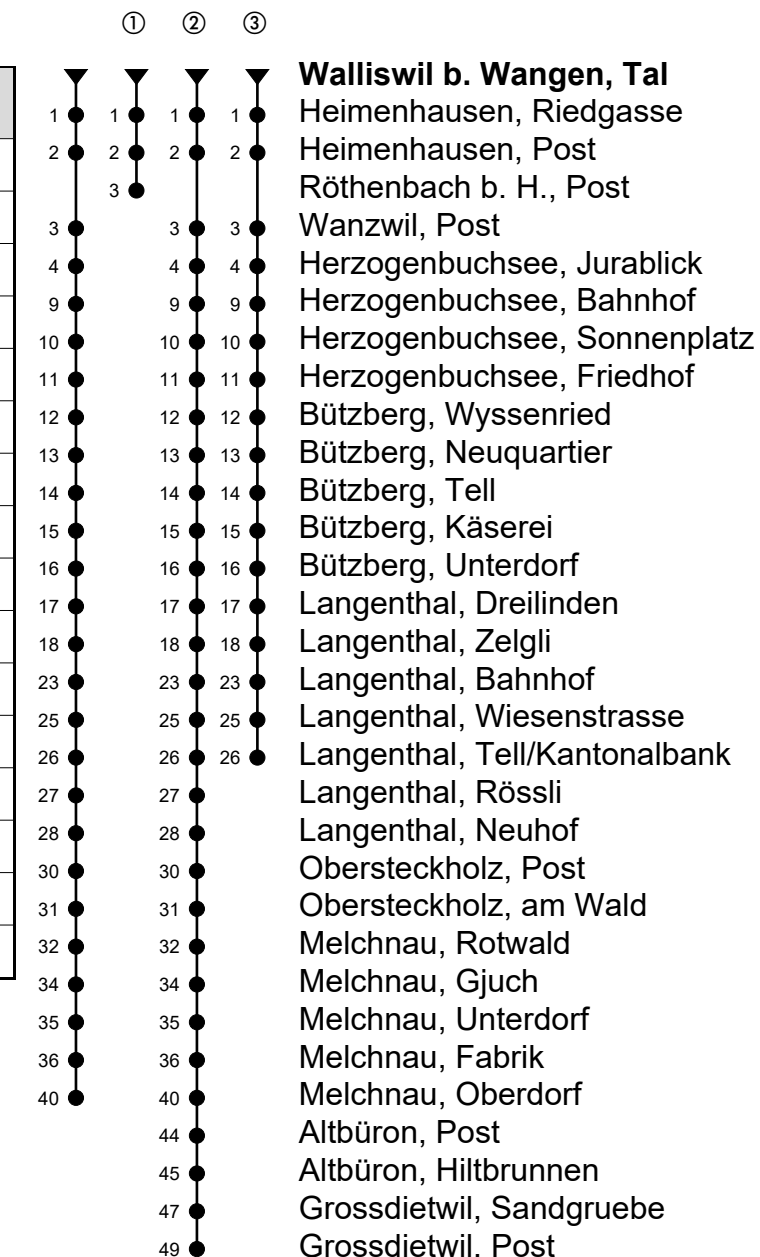 ① ② ③
Walliswil b. Wangen, Tal
1 1 1 1 Heimenhausen, Riedgasse
2 2 2 2 Heimenhausen, Post
3 Röthenbach b. H., Post
3 3 3 Wanzwil, Post
4 4 4 Herzogenbuchsee, Jurablick
9 9 9 Herzogenbuchsee, Bahnhof
10 10 10 Herzogenbuchsee, Sonnenplatz
11 11 11 Herzogenbuchsee, Friedhof
12 12 12 Bützberg, Wyssenried
13 13 13 Bützberg, Neuquartier
14 14 14 Bützberg, Tell
15 15 15 Bützberg, Käserei
16 16 16 Bützberg, Unterdorf
17 17 17 Langenthal, Dreilinden
18 18 18 Langenthal, Zelgli
23 23 23 Langenthal, Bahnhof
25 25 25 Langenthal, Wiesenstrasse
26 26 26 Langenthal, Tell/Kantonalbank
27 27 Langenthal, Rössli
28 28 Langenthal, Neuhof
30 30 Obersteckholz, Post
31 31 Obersteckholz, am Wald
32 32 Melchnau, Rotwald
34 34 Melchnau, Gjuch
35 35 Melchnau, Unterdorf
36 36 Melchnau, Fabrik
40 40 Melchnau, Oberdorf
44 Altbüron, Post
45 Altbüron, Hiltbrunnen
47 Grossdietwil, Sandgruebe
49 Grossdietwil, Post